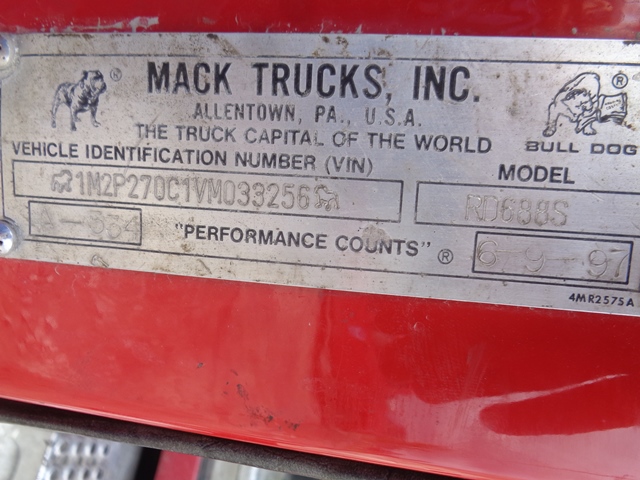 ® MACK TRUCKS, INC. ®
ALLENTOWN, PA., U.S.A.
THE TRUCK CAPITAL OF THE WORLD
BULL DOG
VEHICLE IDENTIFICATION NUMBER (VIN)
MODEL
1M2P270C1VM033256
RD688S
A-334
"PERFORMANCE COUNTS" ®
6-9-97
4MR2575A